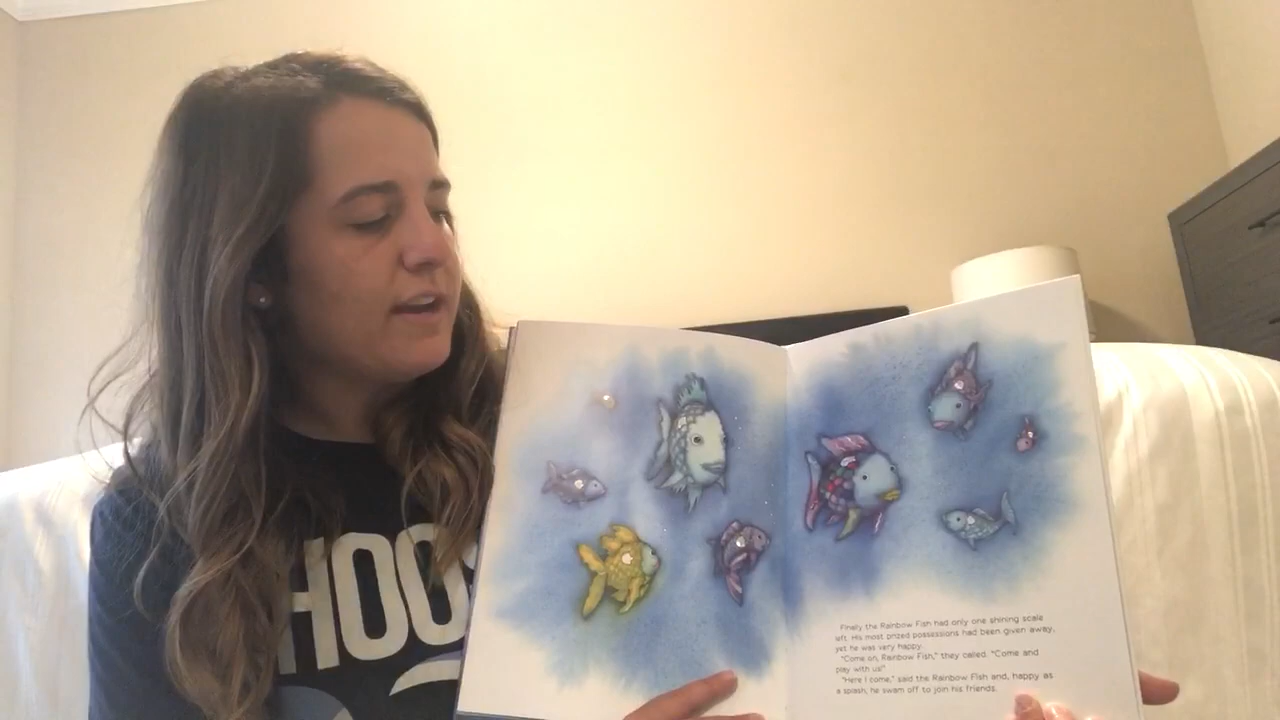 HOO
Finally the Rainbow Fish had only one shining scale
left. His most prized possessions had been given away,
yet he was very happy.
"Come on, Rainbow Fish," they called. "Come and
play with us!"
"Here I come," said the Rainbow Fish and, happy as
a splash, he swam off to join his friends.